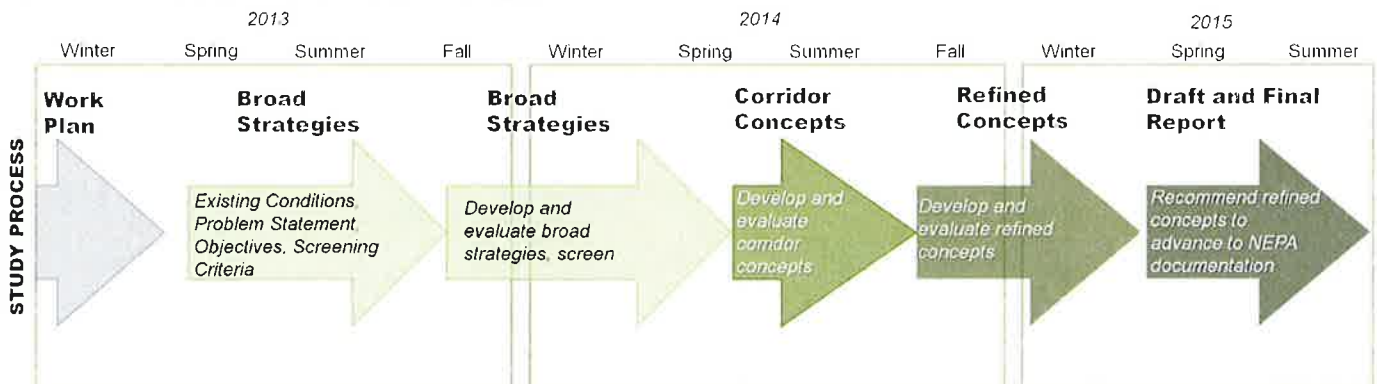 2013
2014
2015
Winter
Spring
Summer
Fall
Winter
Spring
Summer
Fall
Winter
Spring
Summer
STUDY PROCESS
Work
Plan
Broad
Strategies
Existing Conditions,
Problem Statement,
Objectives, Screening
Criteria
Broad
Strategies
Develop and
evaluate broad
strategies, screen
Corridor
Concepts
Develop and
evaluate
corridor
concepts
Refined
Concepts
Develop and
evaluate refined
concepts
Draft and Final
Report
Recommend refined
concepts to
advance to NEPA
documentation